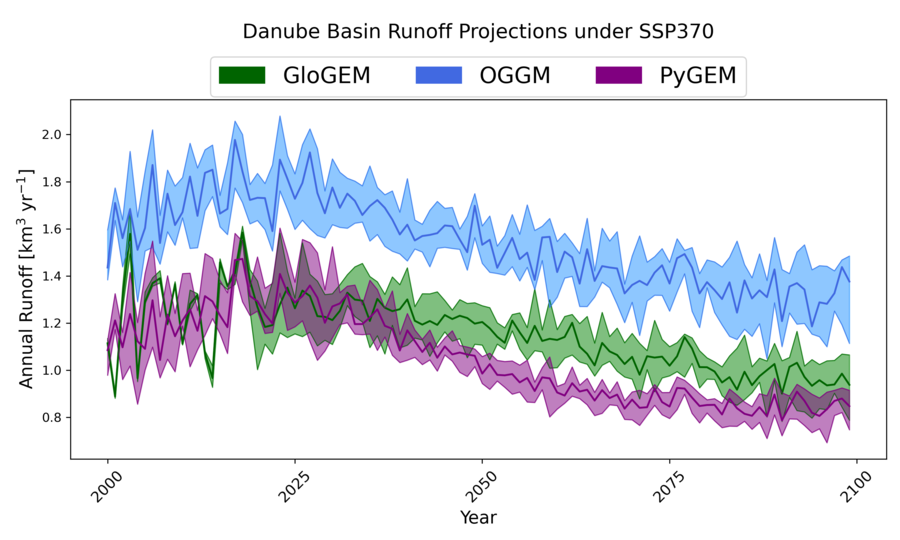 Danube Basin Runoff Projections under SSP370
GloGEM OGGM PyGEM
Annual Runoff [km³ yr⁻¹]
2.0
1.8
1.6
1.4
1.2
1.0
0.8
2000 2025 2050 2075 2100
Year